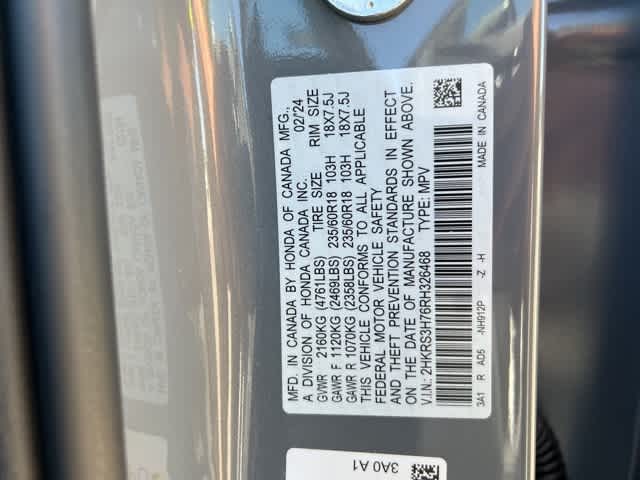 MFD. IN CANADA BY HONDA OF CANADA MFG.,
A DIVISION OF HONDA CANADA INC. 02/'24
GVWR 2160KG (4761LBS) TIRE SIZE RIM SIZE
GAWR F 1120KG (2469LBS) 235/60R18 103H 18X7.5J
GAWR R 1070KG (2358LBS) 235/60R18 103H 18X7.5J
THIS VEHICLE CONFORMS TO ALL APPLICABLE
FEDERAL MOTOR VEHICLE SAFETY
AND THEFT PREVENTION STANDARDS IN EFFECT
ON THE DATE OF MANUFACTURE SHOWN ABOVE.
V.I.N.: 2HKRS3H76RH328468 TYPE: MPV
3A1 R AD5 -NH912P -Z -H MADE IN CANADA
3A0 A1